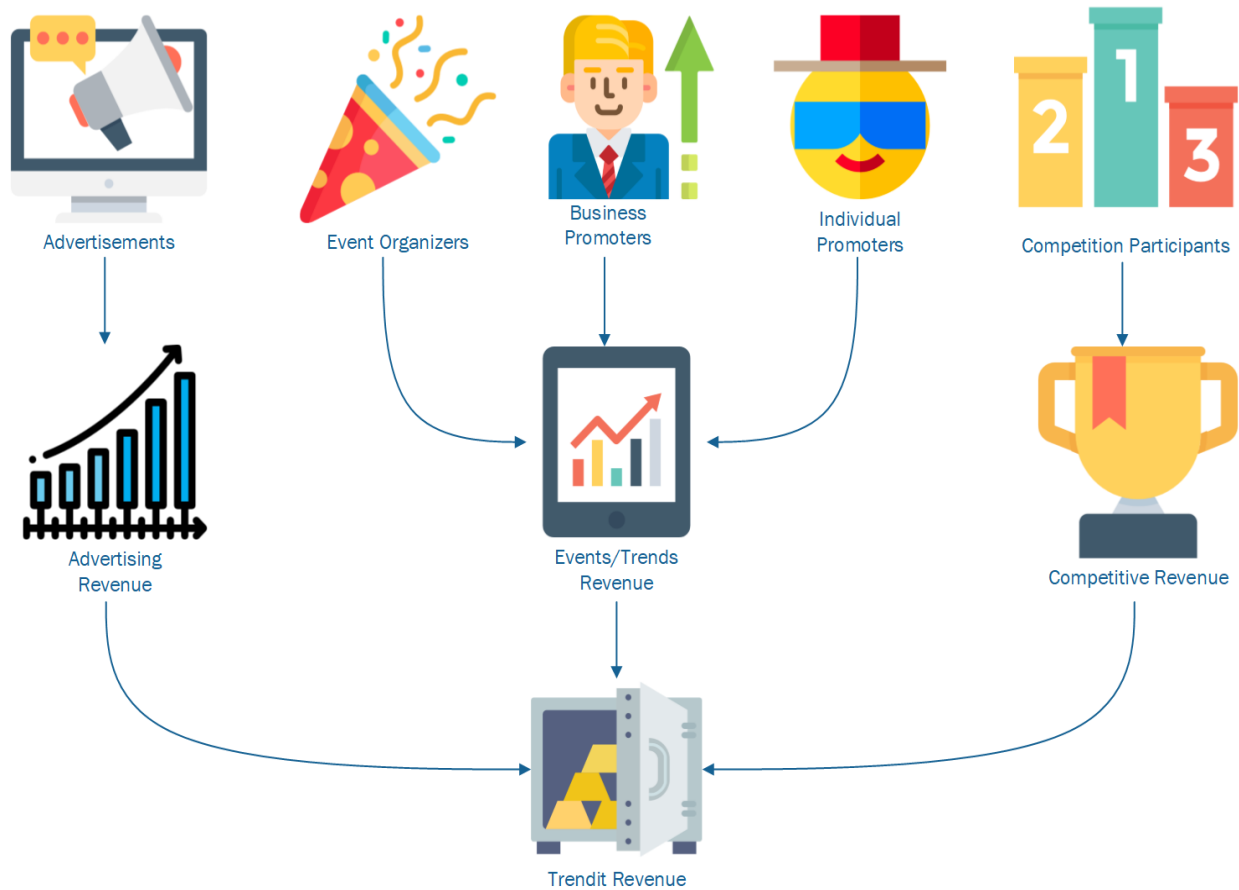 Advertisements
Event Organizers
Business
Promoters
Individual
Promoters
2
1
3
Competition Participants
Advertising
Revenue
Events/Trends
Revenue
Competitive Revenue
Trendit Revenue